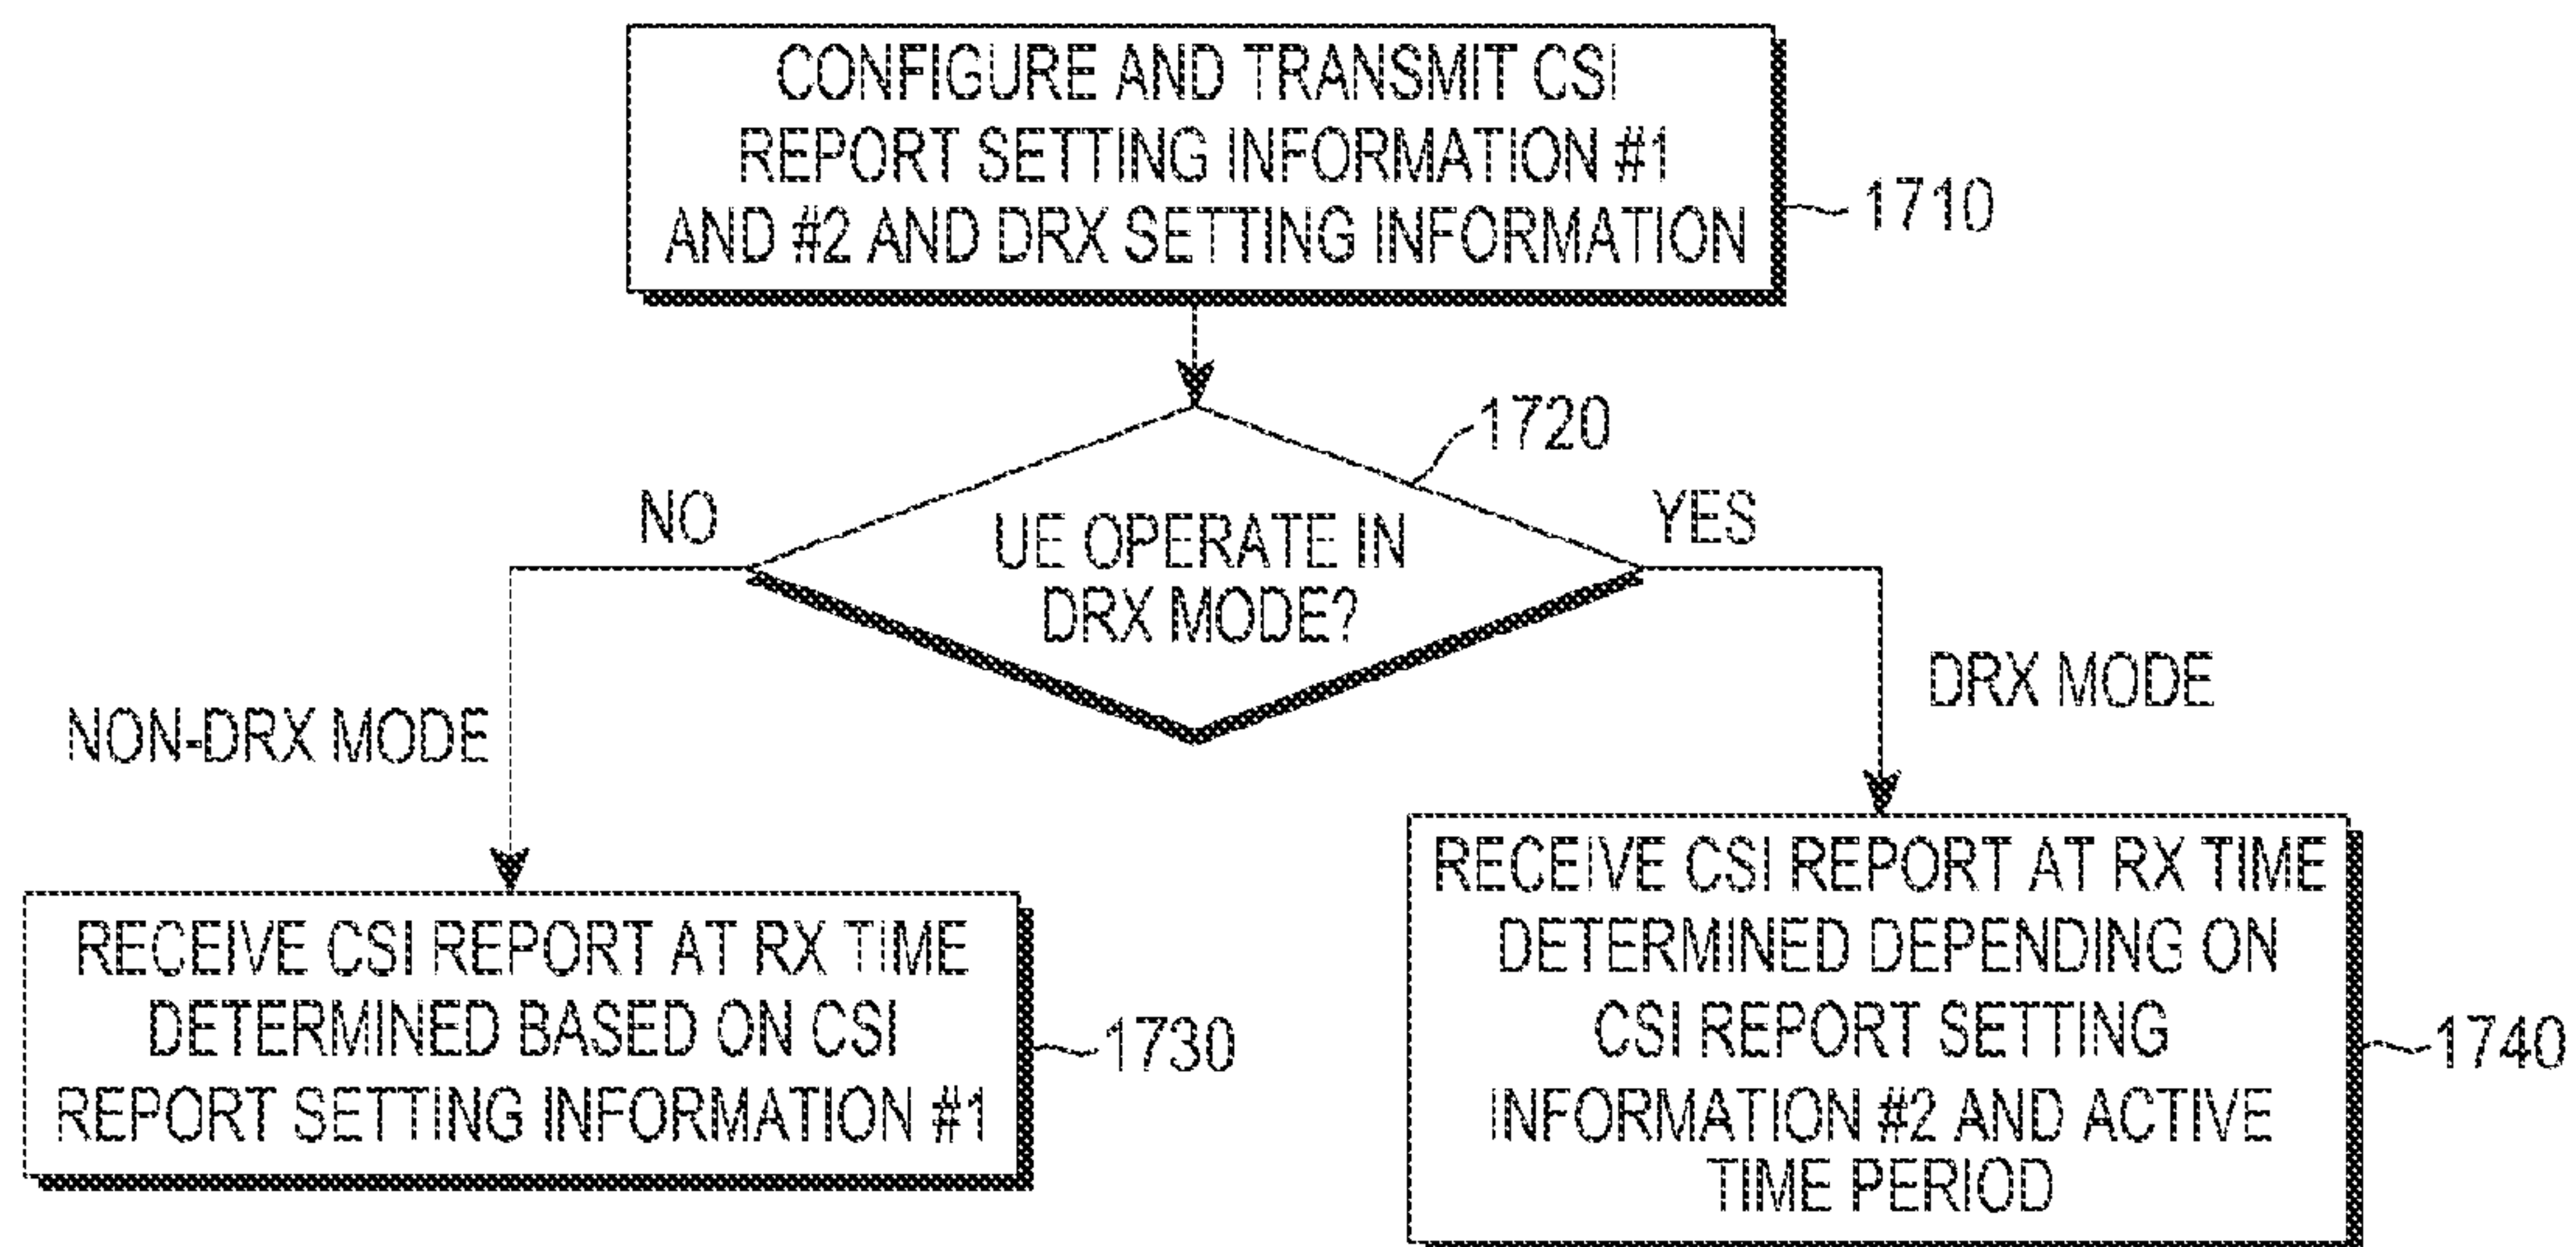 CONFIGURE AND TRANSMIT CSI
REPORT SETTING INFORMATION #1
AND #2 AND DRX SETTING INFORMATION
1710
1720
NO
UE OPERATE IN
DRX MODE?
YES
NON-DRX MODE
DRX MODE
RECEIVE CSI REPORT AT RX TIME
DETERMINED BASED ON CSI
REPORT SETTING INFORMATION #1
1730
RECEIVE CSI REPORT AT RX TIME
DETERMINED DEPENDING ON
CSI REPORT SETTING
INFORMATION #2 AND ACTIVE
TIME PERIOD
1740